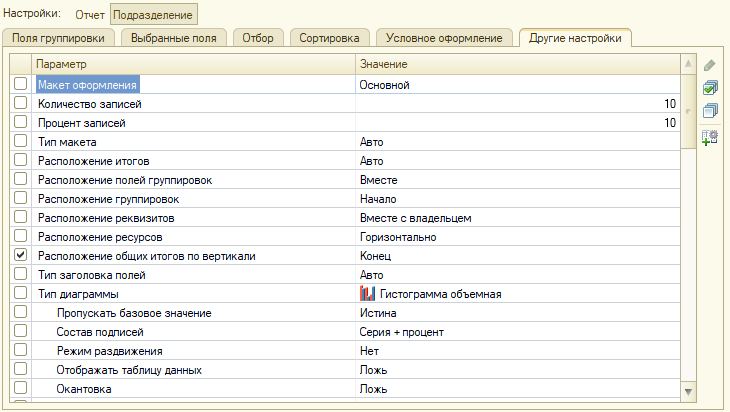 Настройки: Отчет Подразделение
Поля группировки Выбранные поля Отбор Сортировка Условное оформление Другие настройки
Параметр Значение
Макет оформления Основной
Количество записей 10
Процент записей 10
Тип макета Авто
Расположение итогов Авто
Расположение полей группировок Вместе
Расположение группировок Начало
Расположение реквизитов Вместе с владельцем
Расположение ресурсов Горизонтально
Расположение общих итогов по вертикали Конец
Тип заголовка полей Авто
Тип диаграммы Гистограмма объемная
Пропускать базовое значение Истина
Состав подписей Серия + процент
Режим раздвижения Нет
Отображать таблицу данных Ложь
Окантовка Ложь